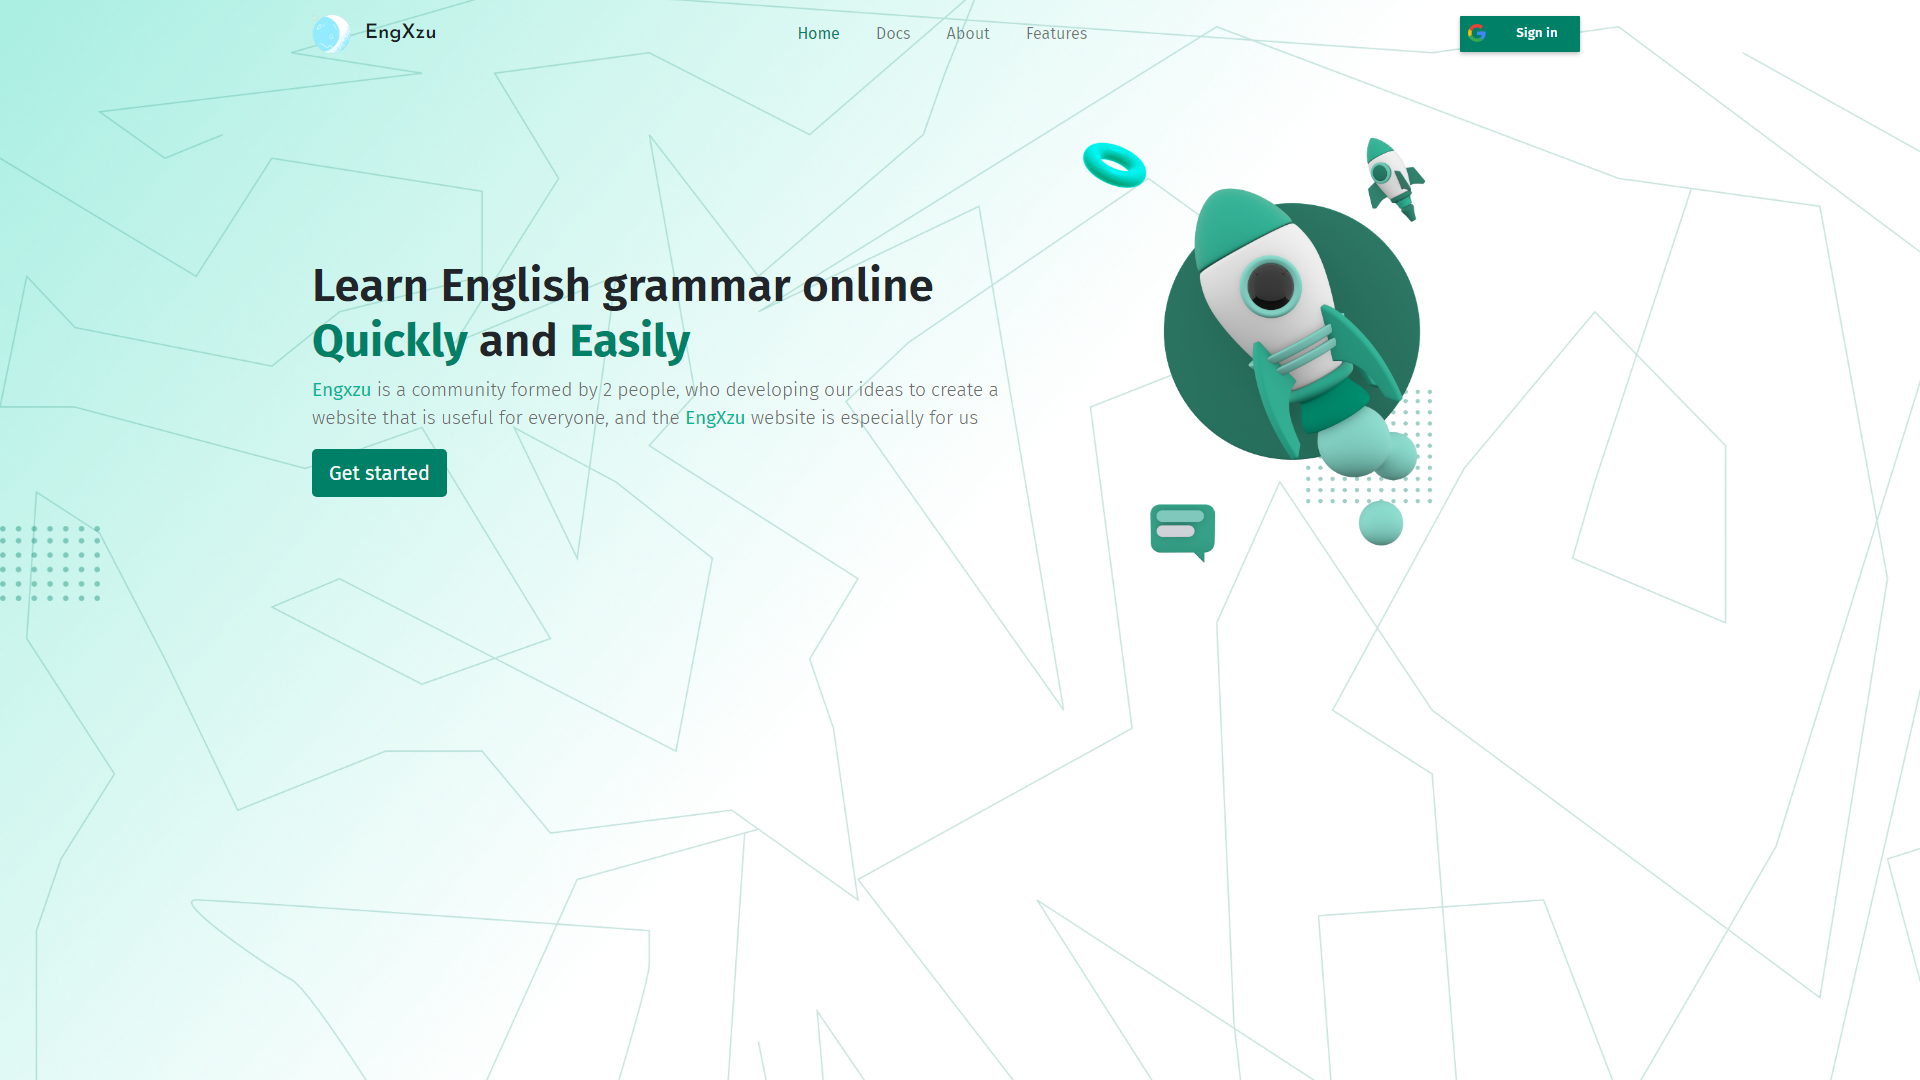 EngXzu
Home Docs About Features
Sign in
Learn English grammar online
Quickly and Easily
Engxzu is a community formed by 2 people, who developing our ideas to create a
website that is useful for everyone, and the EngXzu website is especially for us
Get started